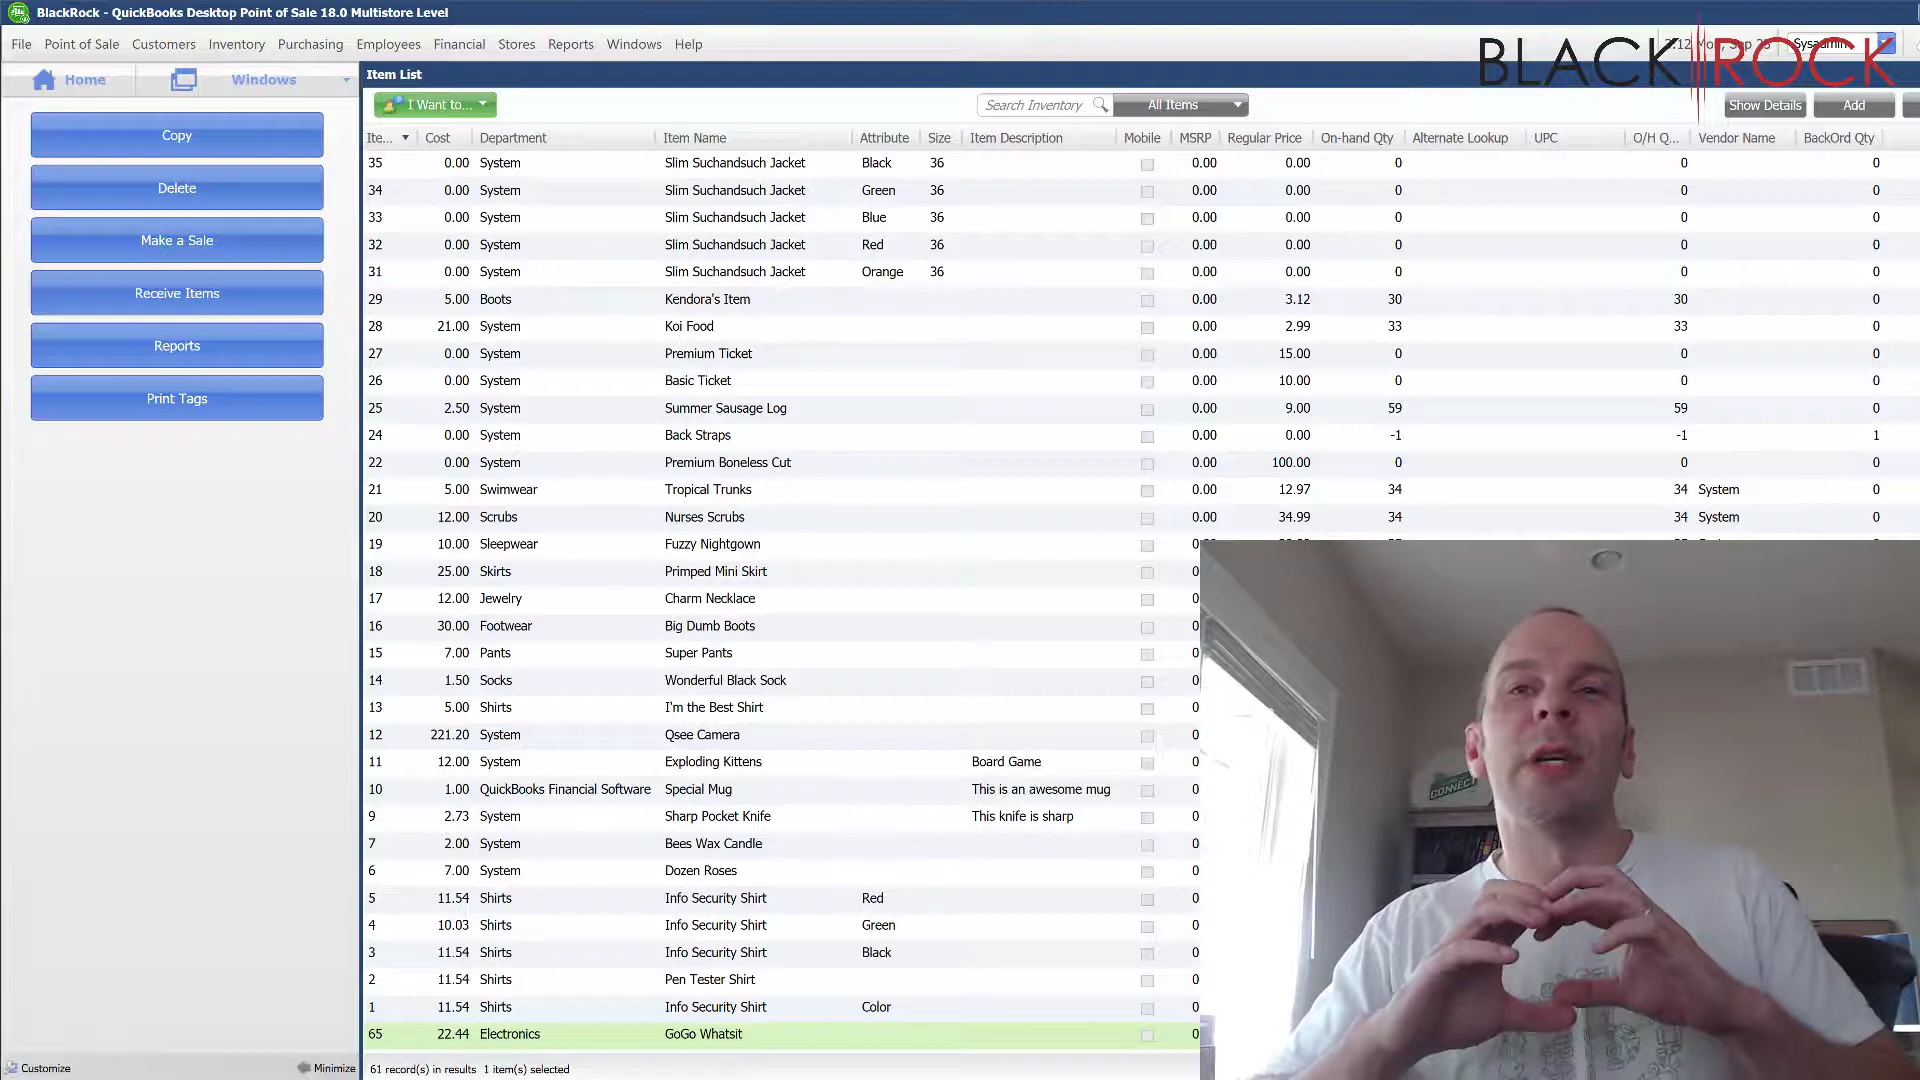 BlackRock - QuickBooks Desktop Point of Sale 18.0 Multistore Level
File Point of Sale Customers Inventory Purchasing Employees Financial Stores Reports Windows Help
BLACK ROCK
Home Windows
Item List
I Want to... Search Inventory All Items Show Details Add
Ite... Cost Department Item Name Attribute Size Item Description Mobile MSRP Regular Price On-hand Qty Alternate Lookup UPC O/H Q... Vendor Name BackOrd Qty
Copy
Delete
Make a Sale
Receive Items
Reports
Print Tags
35 0.00 System Slim Suchandsuch Jacket Black 36 0.00 0.00 0 0 0
34 0.00 System Slim Suchandsuch Jacket Green 36 0.00 0.00 0 0 0
33 0.00 System Slim Suchandsuch Jacket Blue 36 0.00 0.00 0 0 0
32 0.00 System Slim Suchandsuch Jacket Red 36 0.00 0.00 0 0 0
31 0.00 System Slim Suchandsuch Jacket Orange 36 0.00 0.00 0 0 0
29 5.00 Boots Kendora's Item 0.00 3.12 30 30 0
28 21.00 System Koi Food 0.00 2.99 33 33 0
27 0.00 System Premium Ticket 0.00 15.00 0 0 0
26 0.00 System Basic Ticket 0.00 10.00 0 0 0
25 2.50 System Summer Sausage Log 0.00 9.00 59 59 0
24 0.00 System Back Straps 0.00 0.00 -1 -1 1
22 0.00 System Premium Boneless Cut 0.00 100.00 0 0 0
21 5.00 Swimwear Tropical Trunks 0.00 12.97 34 34 System 0
20 12.00 Scrubs Nurses Scrubs 0.00 34.99 34 34 System 0
19 10.00 Sleepwear Fuzzy Nightgown
18 25.00 Skirts Primped Mini Skirt 0
17 12.00 Jewelry Charm Necklace 0
16 30.00 Footwear Big Dumb Boots 0
15 7.00 Pants Super Pants 0
14 1.50 Socks Wonderful Black Sock 0
13 5.00 Shirts I'm the Best Shirt 0
12 221.20 System Qsee Camera 0
11 12.00 System Exploding Kittens Board Game 0
10 1.00 QuickBooks Financial Software Special Mug This is an awesome mug 0
9 2.73 System Sharp Pocket Knife This knife is sharp 0
7 2.00 System Bees Wax Candle 0
6 7.00 System Dozen Roses 0
5 11.54 Shirts Info Security Shirt Red 0
4 10.03 Shirts Info Security Shirt Green 0
3 11.54 Shirts Info Security Shirt Black 0
2 11.54 Shirts Pen Tester Shirt 0
1 11.54 Shirts Info Security Shirt Color 0
65 22.44 Electronics GoGo Whatsit 0
CONNECT
Customize Minimize
61 record(s) in results 1 item(s) selected